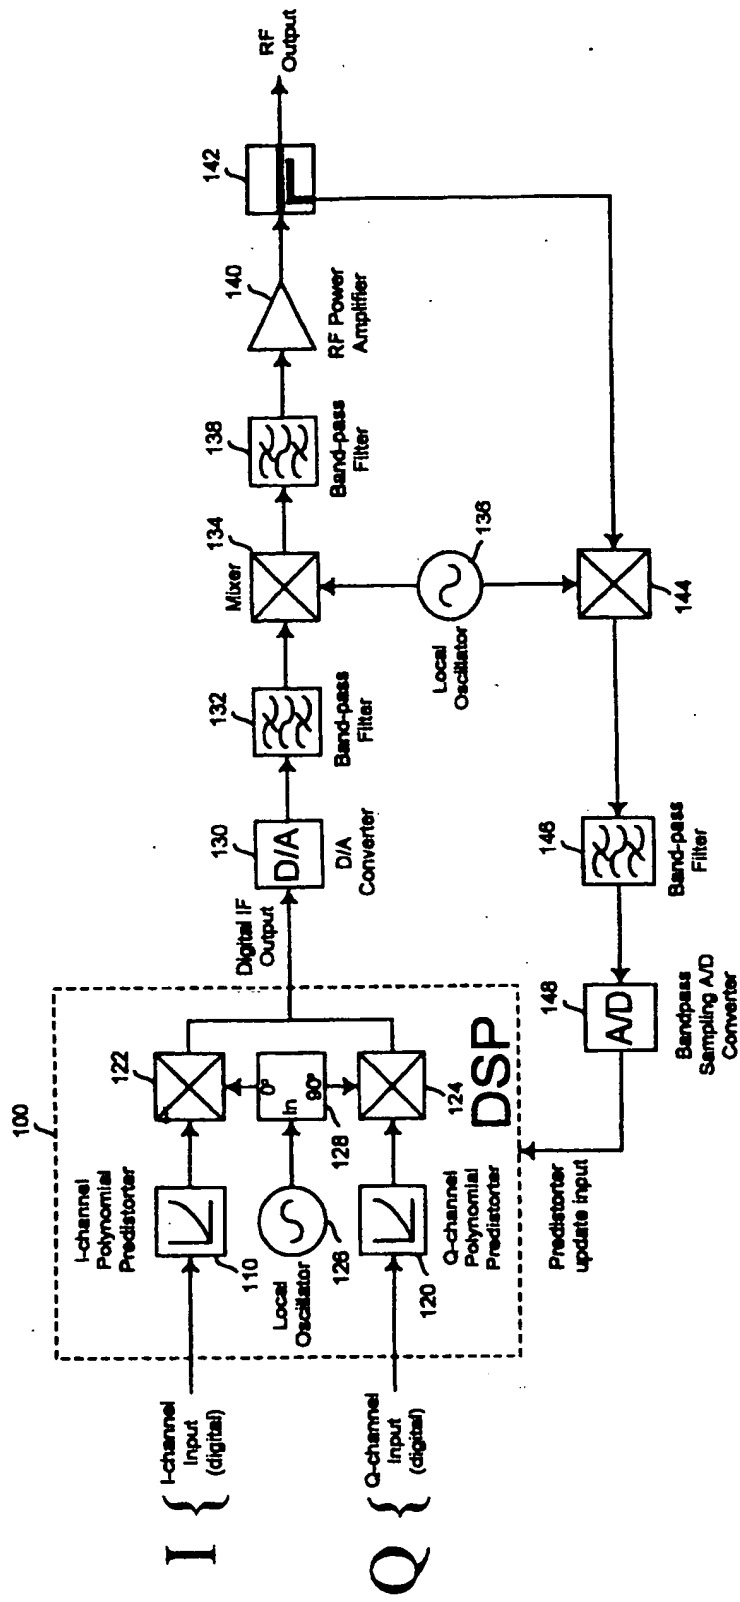 I
I-channel
Input
(digital)
Q
Q-channel
Input
(digital)
100
I-channel
Polynomial
Predistorter
110
122
Local
Oscillator
126
0°
In
90°
128
120
Q-channel
Polynomial
Predistorter
124
DSP
Digital IF
Output
130
D/A
D/A
Converter
132
Band-pass
Filter
Mixer
134
138
Band-pass
Filter
140
RF Power
Amplifier
142
RF
Output
Local
Oscillator
136
144
146
Band-pass
Filter
148
A/D
Bandpass
Sampling A/D
Converter
Predistorter
update input